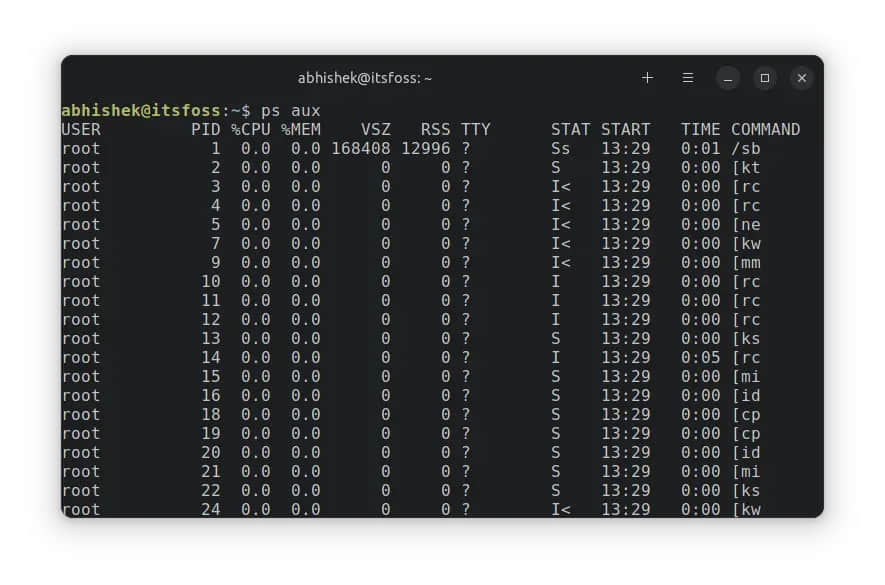 abhishek@itsfoss: ~
abhishek@itsfoss:~$ ps aux
USER         PID %CPU %MEM    VSZ   RSS TTY      STAT START   TIME COMMAND
root           1  0.0  0.0 168408 12996 ?        Ss   13:29   0:01 /sb
root           2  0.0  0.0      0     0 ?        S    13:29   0:00 [kt
root           3  0.0  0.0      0     0 ?        I<   13:29   0:00 [rc
root           4  0.0  0.0      0     0 ?        I<   13:29   0:00 [rc
root           5  0.0  0.0      0     0 ?        I<   13:29   0:00 [ne
root           7  0.0  0.0      0     0 ?        I<   13:29   0:00 [kw
root           9  0.0  0.0      0     0 ?        I<   13:29   0:00 [mm
root          10  0.0  0.0      0     0 ?        I    13:29   0:00 [rc
root          11  0.0  0.0      0     0 ?        I    13:29   0:00 [rc
root          12  0.0  0.0      0     0 ?        I    13:29   0:00 [rc
root          13  0.0  0.0      0     0 ?        S    13:29   0:00 [ks
root          14  0.0  0.0      0     0 ?        I    13:29   0:05 [rc
root          15  0.0  0.0      0     0 ?        S    13:29   0:00 [mi
root          16  0.0  0.0      0     0 ?        S    13:29   0:00 [id
root          18  0.0  0.0      0     0 ?        S    13:29   0:00 [cp
root          19  0.0  0.0      0     0 ?        S    13:29   0:00 [cp
root          20  0.0  0.0      0     0 ?        S    13:29   0:00 [id
root          21  0.0  0.0      0     0 ?        S    13:29   0:00 [mi
root          22  0.0  0.0      0     0 ?        S    13:29   0:00 [ks
root          24  0.0  0.0      0     0 ?        I<   13:29   0:00 [kw